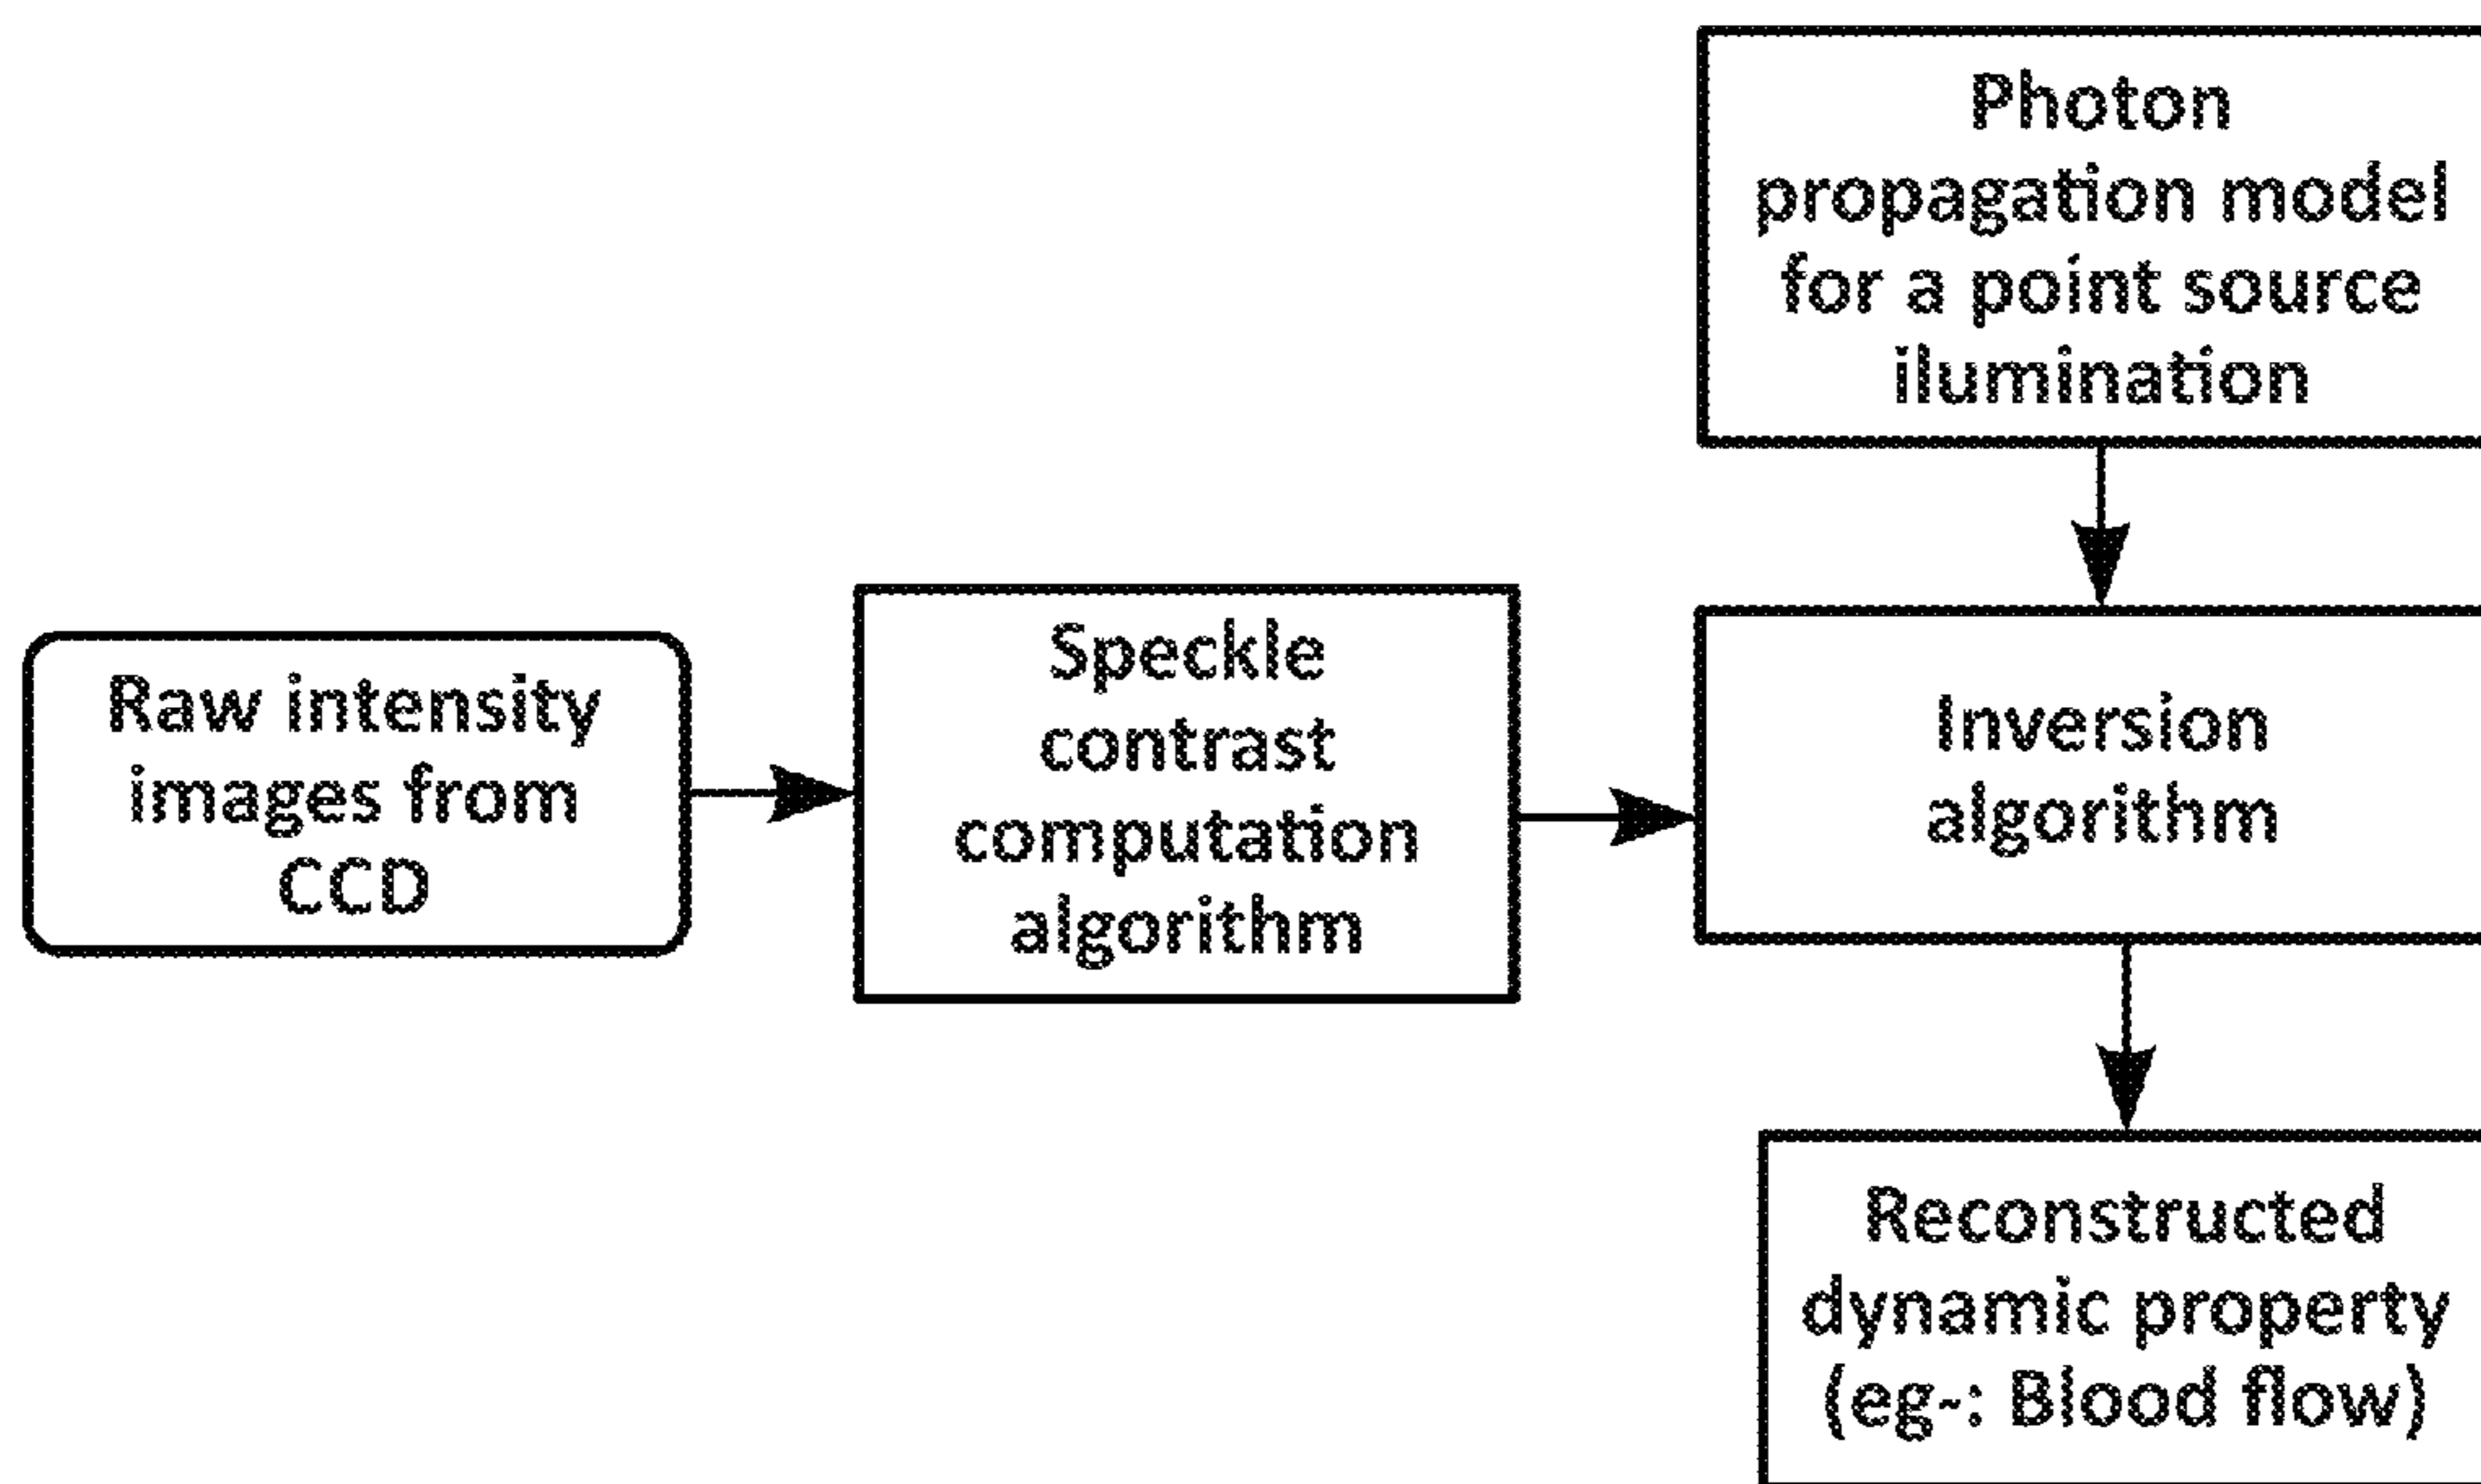 Photon
propagation model
for a point source
ilumination
Raw intensity
images from
CCD
Speckle
contrast
computation
algorithm
Inversion
algorithm
Reconstructed
dynamic property
(eg-: Blood flow)